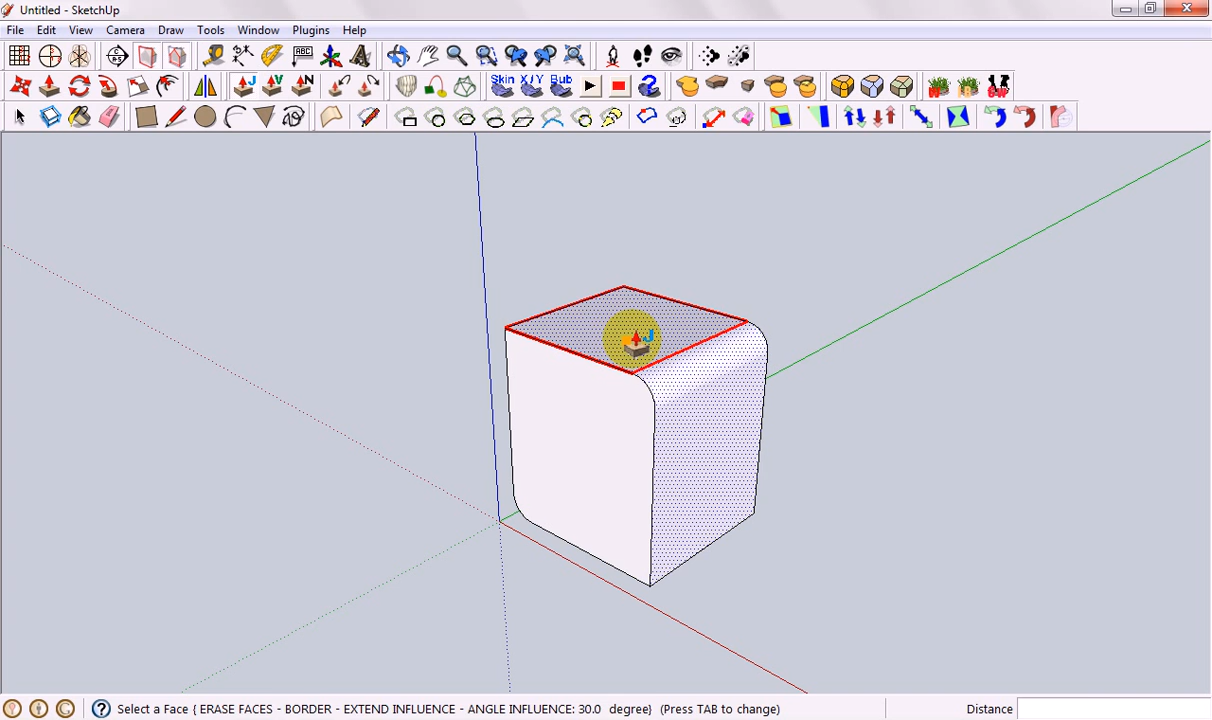 Untitled - SketchUp
File Edit View Camera Draw Tools Window Plugins Help
ABC
J V N Skin X/Y Bub
J
Select a Face { ERASE FACES - BORDER - EXTEND INFLUENCE - ANGLE INFLUENCE: 30.0 degree} (Press TAB to change) Distance